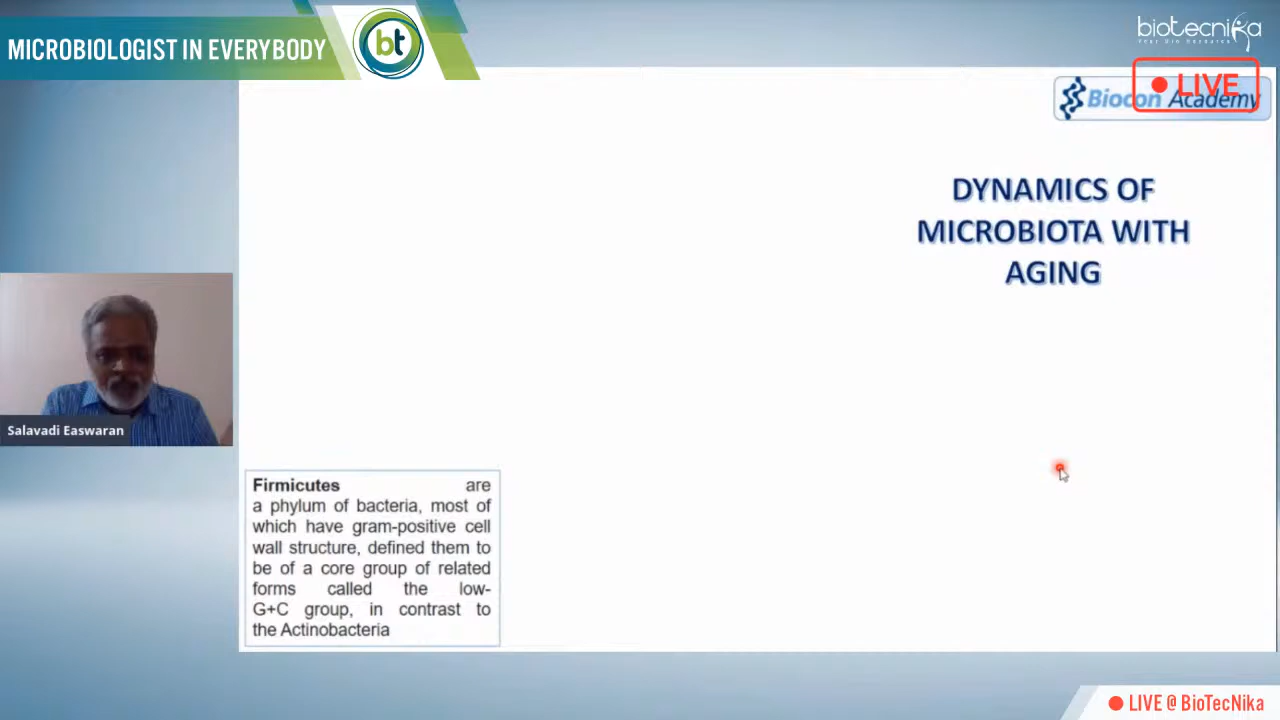 MICROBIOLOGIST IN EVERYBODY
bt
biotecnika
LIVE
Biocon Academy
DYNAMICS OF
MICROBIOTA WITH
AGING
Salavadi Easwaran
Firmicutes are
a phylum of bacteria, most of
which have gram-positive cell
wall structure, defined them to
be of a core group of related
forms called the low-
G+C group, in contrast to
the Actinobacteria
LIVE @ BioTecNika